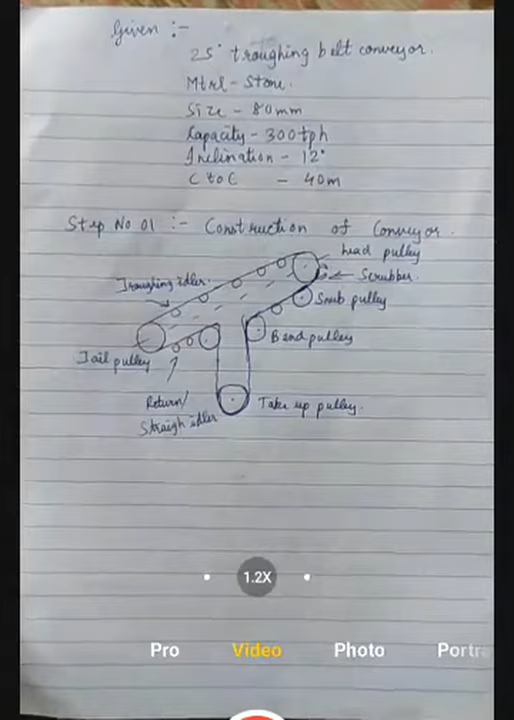 Given :-
25° troughing belt conveyor.
Mtrl - Stone.
Size - 80mm
Capacity - 300tph
Inclination - 12°
C to C - 40m
Step No 01 :- Construction of Conveyor.
head pulley
Scrubber.
Troughing idler.
Snub pulley
Bend pulley
Tail pulley
Return/
Straigh idler
Take up pulley.
1.2X
Pro Video Photo Portr